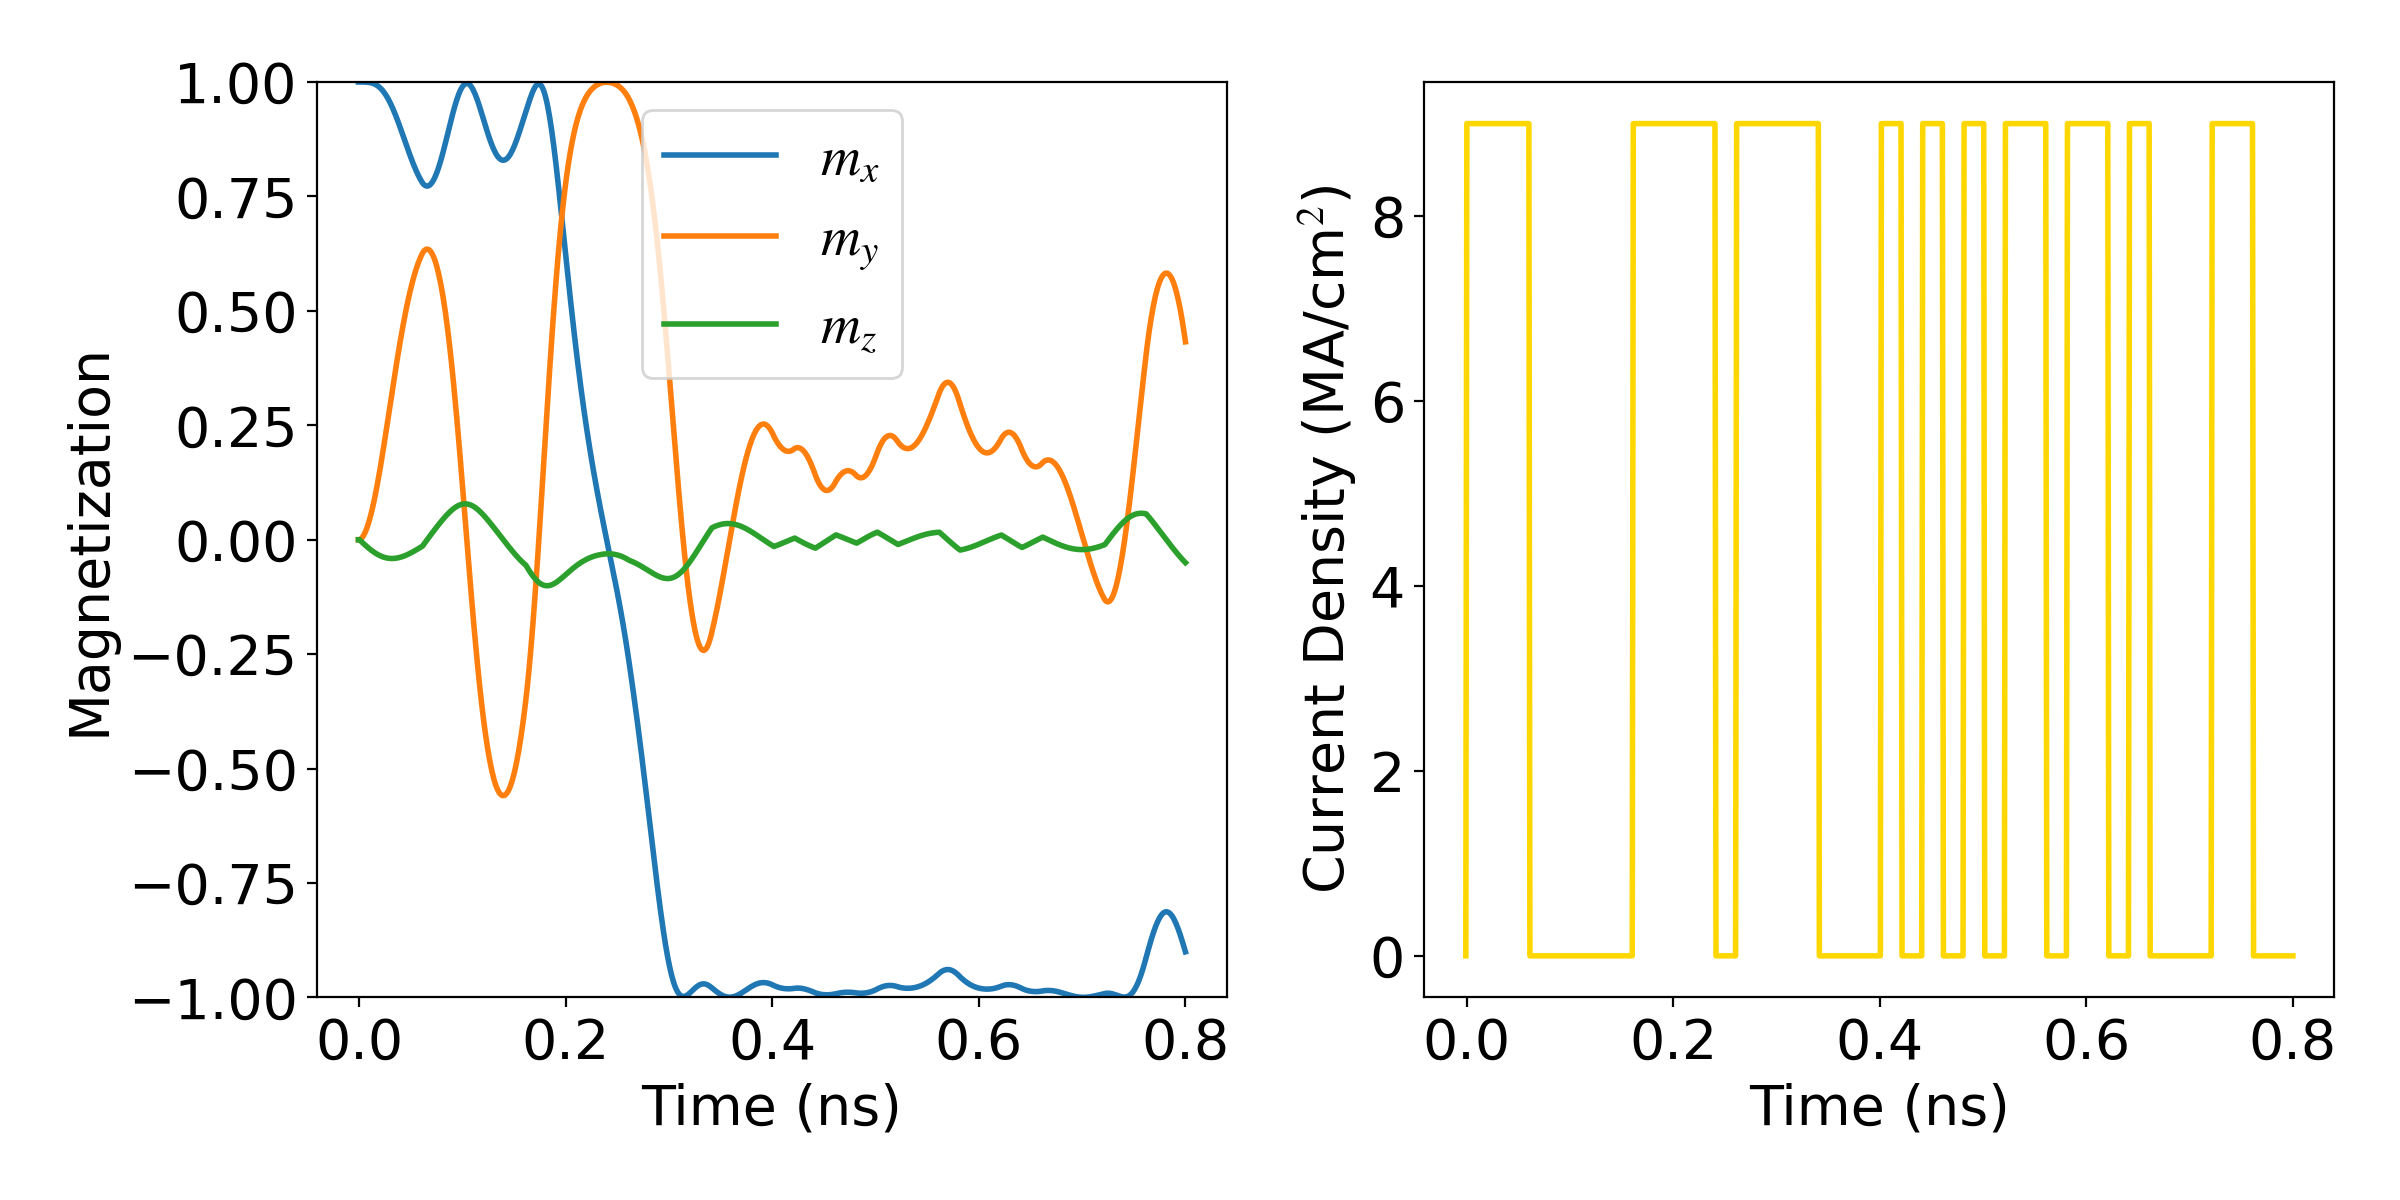 Magnetization
1.00
0.75
0.50
0.25
0.00
−0.25
−0.50
−0.75
−1.00
0.0 0.2 0.4 0.6 0.8
Time (ns)
m_x
m_y
m_z
Current Density (MA/cm²)
8
6
4
2
0
0.0 0.2 0.4 0.6 0.8
Time (ns)